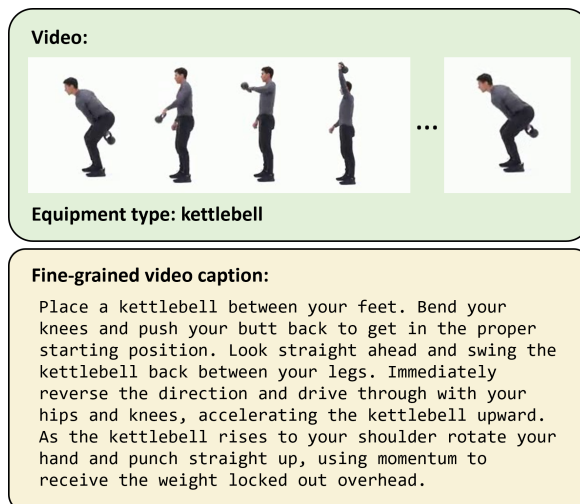 Video:
...
Equipment type: kettlebell
Fine-grained video caption:
Place a kettlebell between your feet. Bend your
knees and push your butt back to get in the proper
starting position. Look straight ahead and swing the
kettlebell back between your legs. Immediately
reverse the direction and drive through with your
hips and knees, accelerating the kettlebell upward.
As the kettlebell rises to your shoulder rotate your
hand and punch straight up, using momentum to
receive the weight locked out overhead.